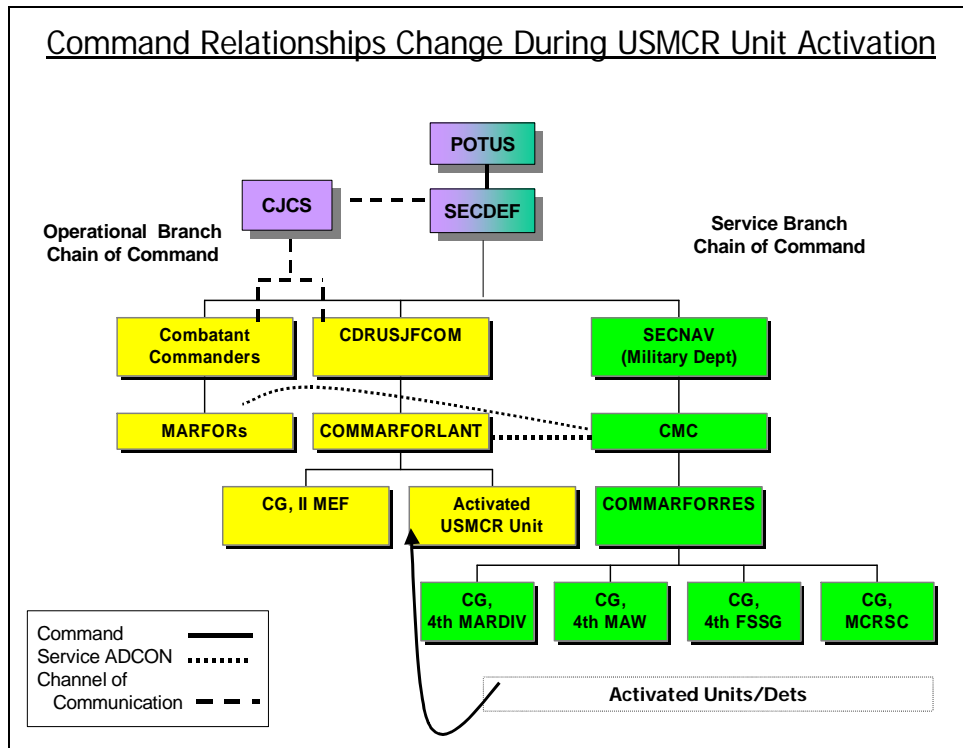 Command Relationships Change During USMCR Unit Activation
POTUS
CJCS
SECDEF
Operational Branch
Chain of Command
Service Branch
Chain of Command
Combatant
Commanders
CDRUSJFCOM
SECNAV
(Military Dept)
MARFORs
COMMARFORLANT
CMC
CG, II MEF
Activated
USMCR Unit
COMMARFORRES
CG,
4th MARDIV
CG,
4th MAW
CG,
4th FSSG
CG,
MCRSC
Command
Service ADCON
Channel of
Communication
Activated Units/Dets